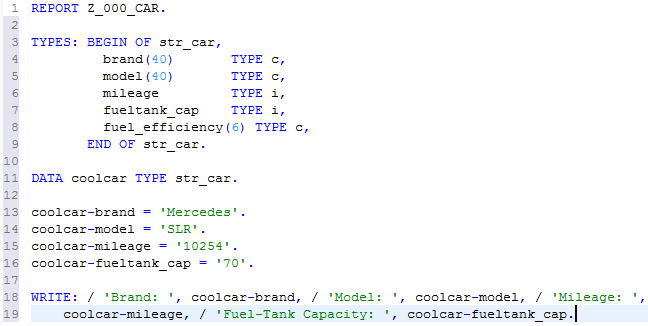 1 REPORT Z_000_CAR.
2
3 TYPES: BEGIN OF str_car,
4          brand(40)       TYPE c,
5          model(40)       TYPE c,
6          mileage         TYPE i,
7          fueltank_cap    TYPE i,
8          fuel_efficiency(6) TYPE c,
9        END OF str_car.
10
11 DATA coolcar TYPE str_car.
12
13 coolcar-brand = 'Mercedes'.
14 coolcar-model = 'SLR'.
15 coolcar-mileage = '10254'.
16 coolcar-fueltank_cap = '70'.
17
18 WRITE: / 'Brand: ', coolcar-brand, / 'Model: ', coolcar-model, / 'Mileage: ',
19     coolcar-mileage, / 'Fuel-Tank Capacity: ', coolcar-fueltank_cap.